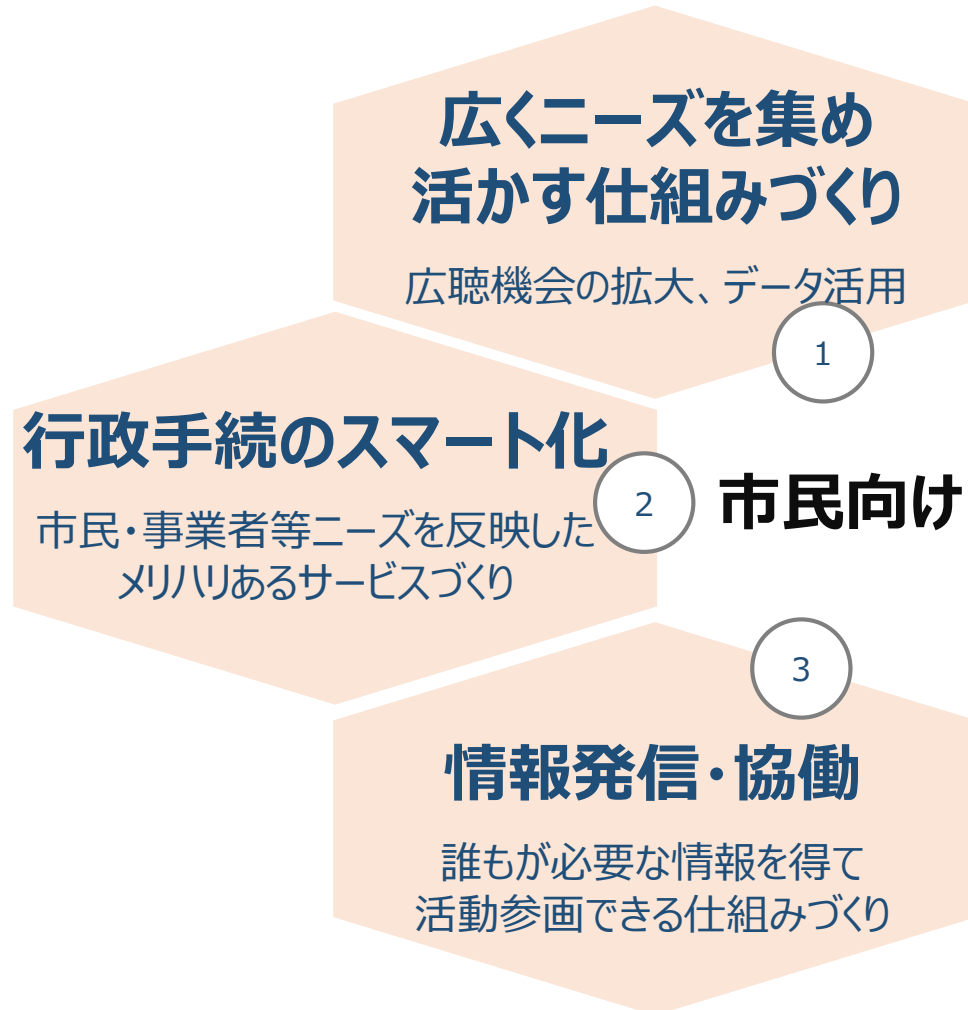 広くニーズを集め
活かす仕組みづくり
広聴機会の拡大、データ活用
1
行政手続のスマート化
市民・事業者等ニーズを反映した
メリハリあるサービスづくり
2
市民向け
3
情報発信・協働
誰もが必要な情報を得て
活動参画できる仕組みづくり